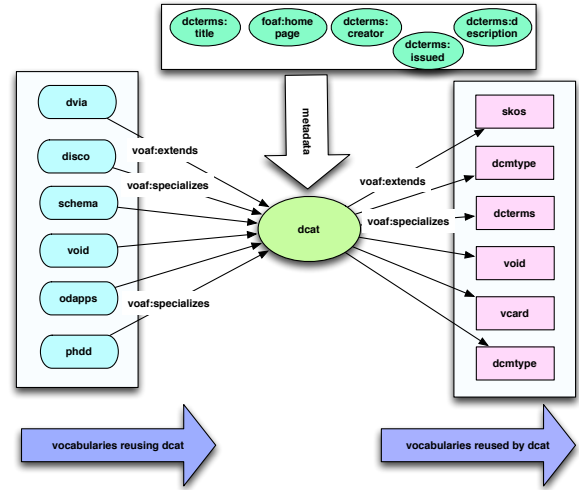 dcterms:
title
foaf:home
page
dcterms:
creator
dcterms:
issued
dcterms:d
escription
metadata
dvia
disco
schema
void
odapps
phdd
voaf:extends
voaf:specializes
voaf:specializes
dcat
voaf:extends
voaf:specializes
skos
dcmtype
dcterms
void
vcard
dcmtype
vocabularies reusing dcat
vocabularies reused by dcat